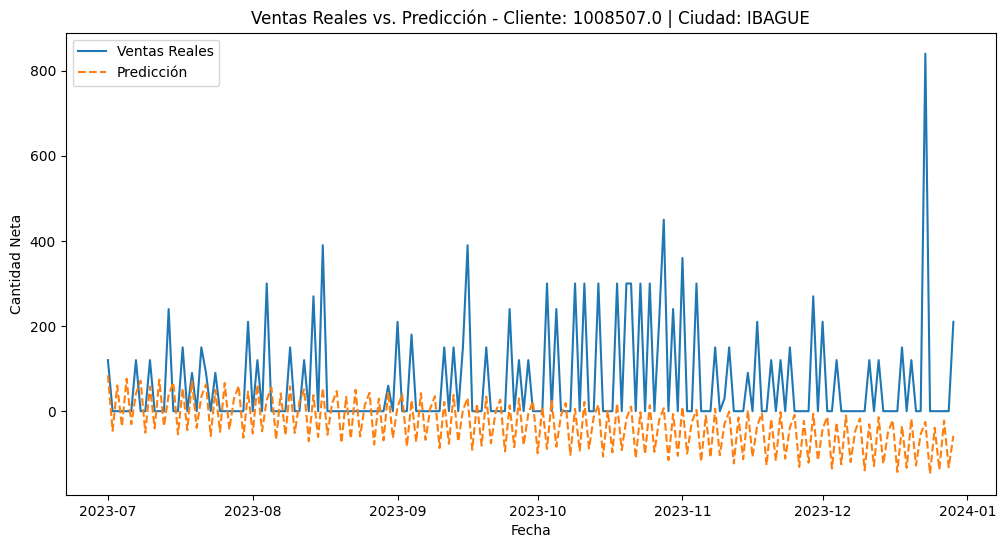 Ventas Reales vs. Predicción - Cliente: 1008507.0 | Ciudad: IBAGUE
Ventas Reales
Predicción
800
600
400
200
0
Cantidad Neta
2023-07
2023-08
2023-09
2023-10
2023-11
2023-12
2024-01
Fecha